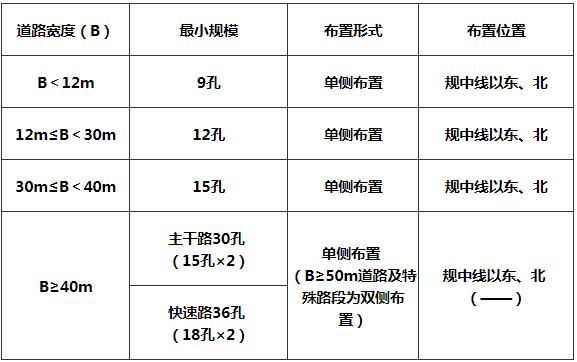 道路宽度（B） 最小规模 布置形式 布置位置
B＜12m 9孔 单侧布置 规中线以东、北
12m≤B＜30m 12孔 单侧布置 规中线以东、北
30m≤B＜40m 15孔 单侧布置 规中线以东、北
B≥40m
主干路30孔
（15孔×2）
快速路36孔
（18孔×2）
单侧布置
（B≥50m道路及特
殊路段为双侧布
置）
规中线以东、北
（——）